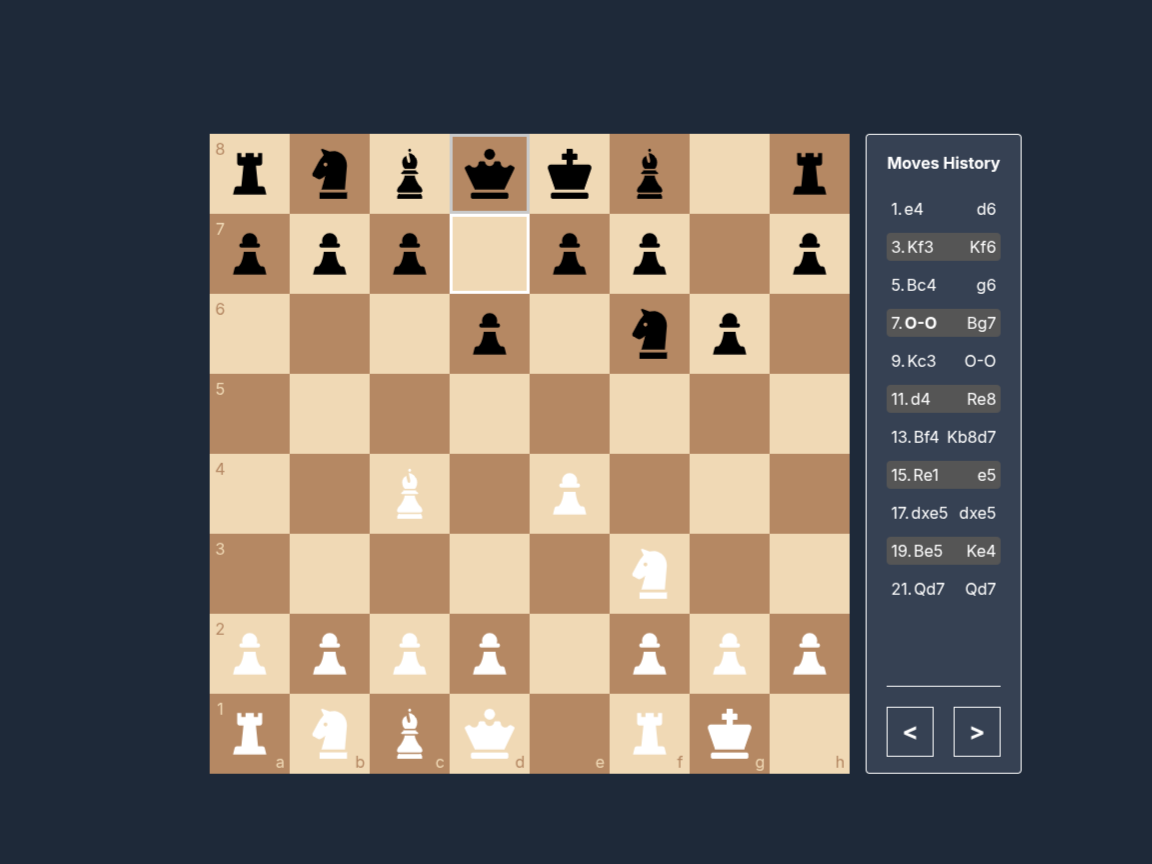 Moves History
8
1. e4 d6
7
3. Kf3 Kf6
5. Bc4 g6
6
7. O-O Bg7
9. Kc3 O-O
5
11. d4 Re8
13. Bf4 Kb8d7
4
15. Re1 e5
17. dxe5 dxe5
3
19. Be5 Ke4
21. Qd7 Qd7
2
1
< >
a b c d e f g h